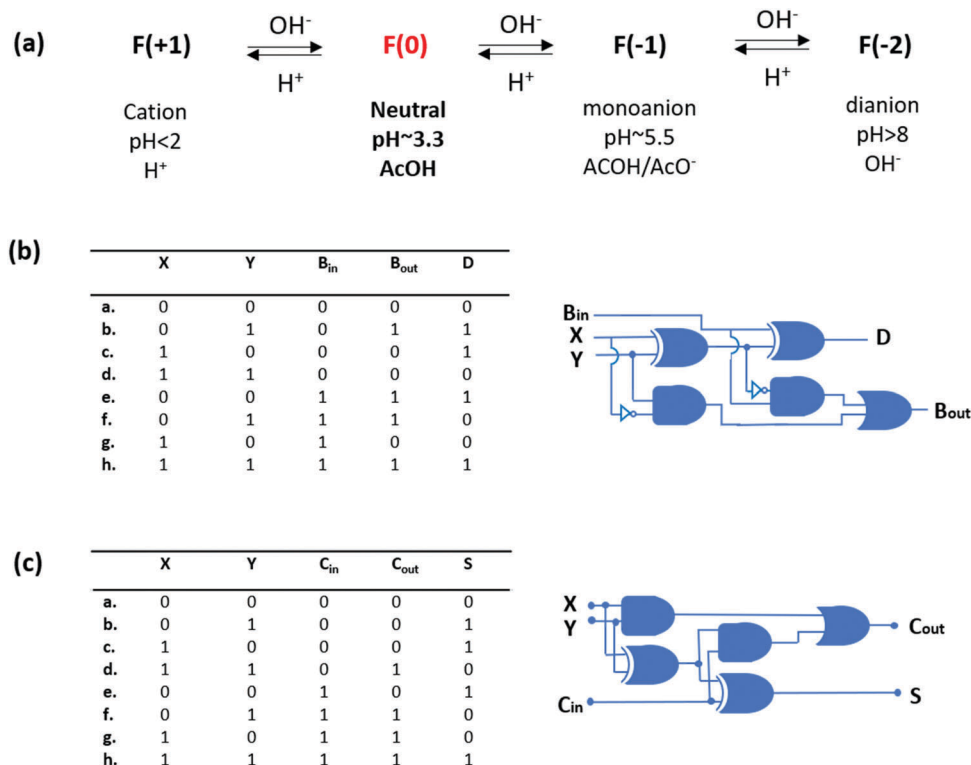 (a) F(+1) OH⁻ H⁺ F(0) OH⁻ H⁺ F(-1) OH⁻ H⁺ F(-2)
Cation Neutral monoanion dianion
pH<2 pH~3.3 pH~5.5 pH>8
H⁺ AcOH ACOH/AcO⁻ OH⁻
(b)
X Y Bin Bout D
a. 0 0 0 0 0
b. 0 1 0 1 1
c. 1 0 0 0 1
d. 1 1 0 0 0
e. 0 0 1 1 1
f. 0 1 1 1 0
g. 1 0 1 0 0
h. 1 1 1 1 1
Bin
X
Y
D
Bout
(c)
X Y Cin Cout S
a. 0 0 0 0 0
b. 0 1 0 0 1
c. 1 0 0 0 1
d. 1 1 0 1 0
e. 0 0 1 0 1
f. 0 1 1 1 0
g. 1 0 1 1 0
h. 1 1 1 1 1
X
Y
Cin
Cout
S